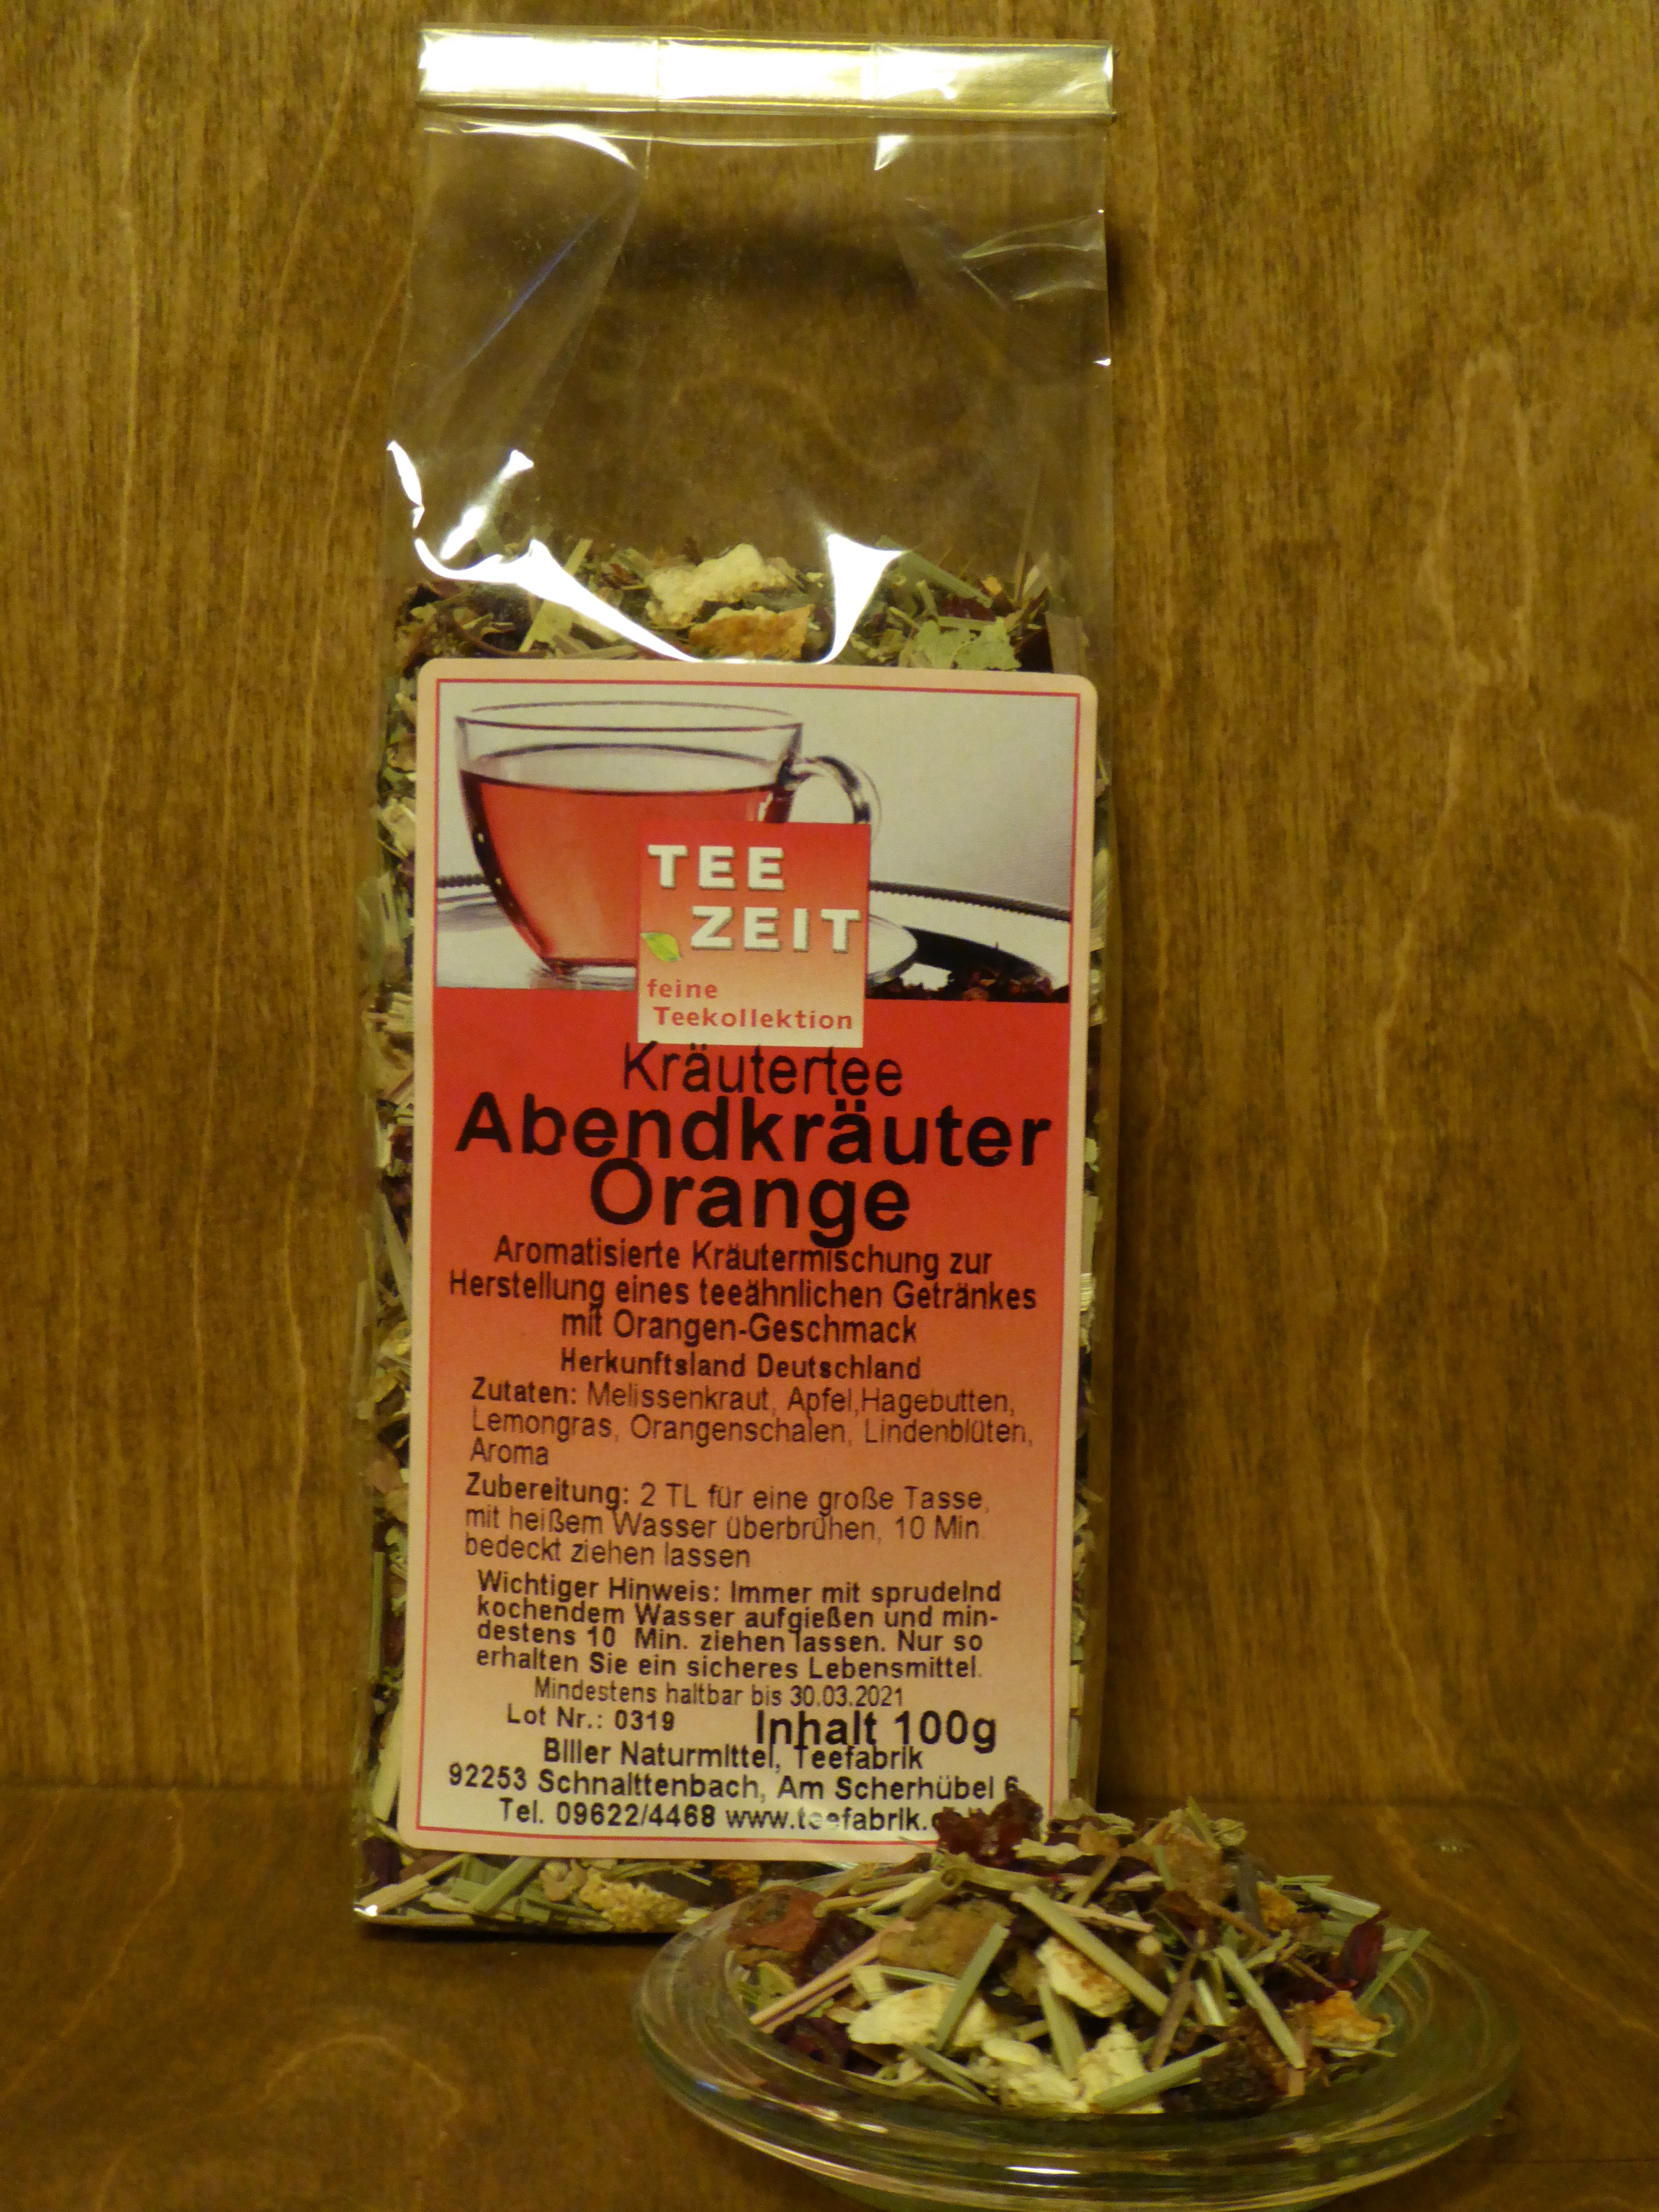 TEE
ZEIT
feine
Teekollektion
Kräutertee
Abendkräuter
Orange
Aromatisierte Kräutermischung zur
Herstellung eines teeähnlichen Getränkes
mit Orangen-Geschmack
Herkunftsland Deutschland
Zutaten: Melissenkraut, Apfel,Hagebutten,
Lemongras, Orangenschalen, Lindenblüten,
Aroma
Zubereitung: 2 TL für eine große Tasse,
mit heißem Wasser überbrühen, 10 Min.
bedeckt ziehen lassen
Wichtiger Hinweis: Immer mit sprudelnd
kochendem Wasser aufgießen und min-
destens 10 Min. ziehen lassen. Nur so
erhalten Sie ein sicheres Lebensmittel.
Mindestens haltbar bis 30.03.2021
Lot Nr.: 0319 Inhalt 100g
Biller Naturmittel, Teefabrik
92253 Schnaittenbach, Am Scherhübel 6
Tel. 09622/4468 www.teefabrik.